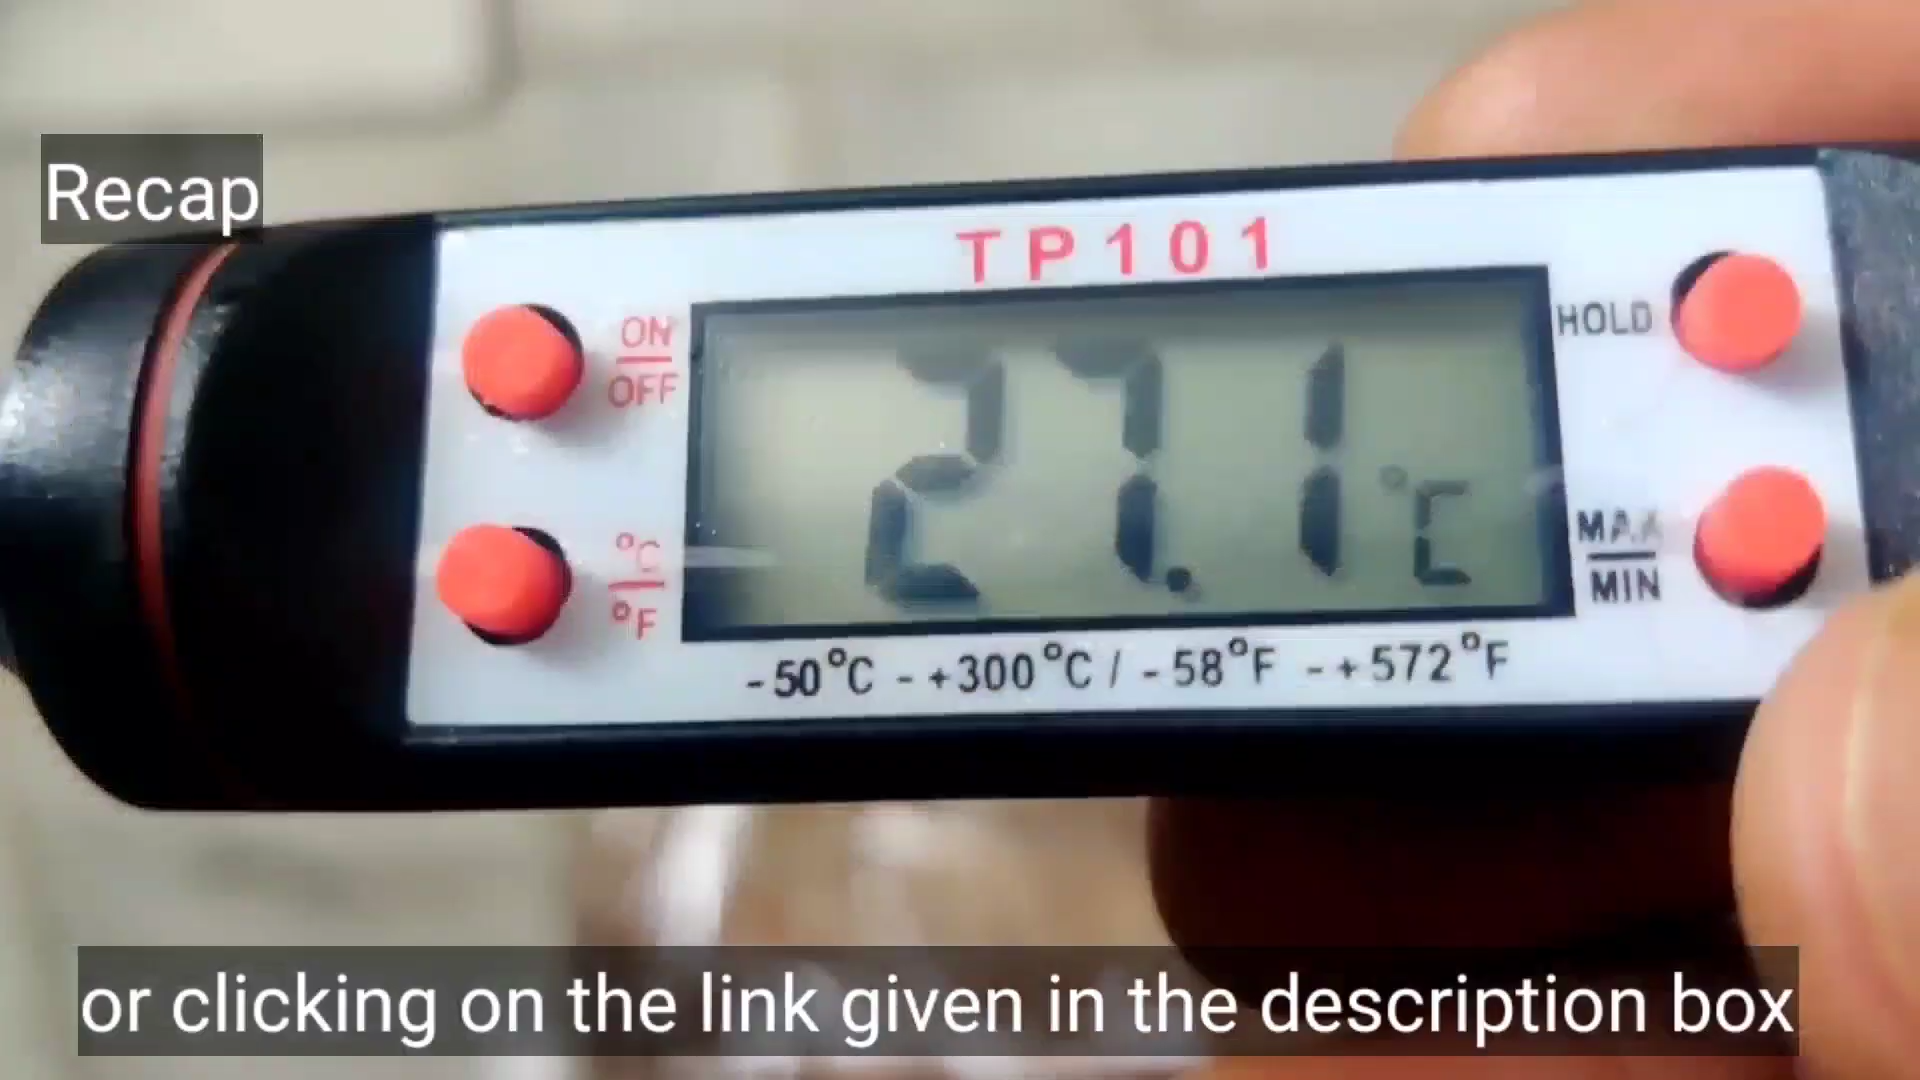 Recap
TP101
ON
OFF
HOLD
27.1 °C
°C
°F
MAX
MIN
-50°C -+300°C / -58°F -+572°F
or clicking on the link given in the description box